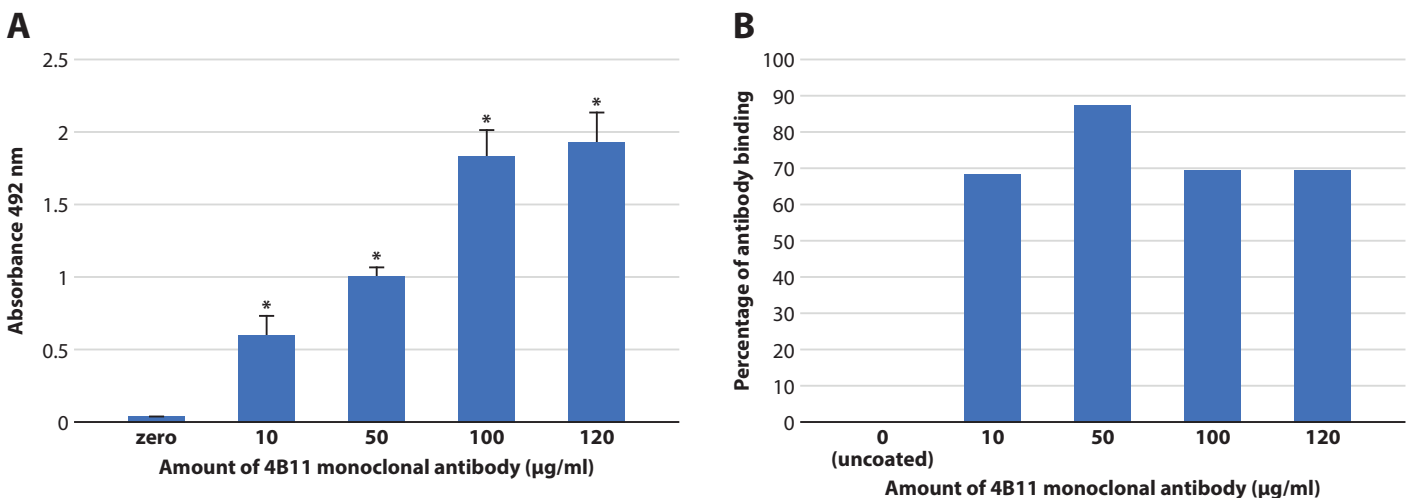 A
Absorbance 492 nm
2.5
2
1.5
1
0.5
0
*
*
*
*
zero 10 50 100 120
Amount of 4B11 monoclonal antibody (µg/ml)
B
Percentage of antibody binding
100
90
80
70
60
50
40
30
20
10
0
0 10 50 100 120
(uncoated)
Amount of 4B11 monoclonal antibody (µg/ml)